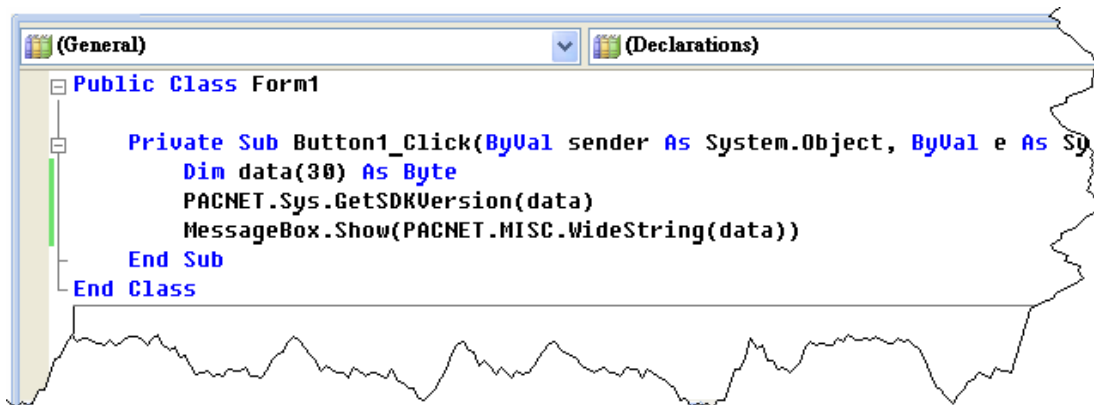 (General) (Declarations)
Public Class Form1
Private Sub Button1_Click(ByVal sender As System.Object, ByVal e As Sy
Dim data(30) As Byte
PACNET.Sys.GetSDKVersion(data)
MessageBox.Show(PACNET.MISC.WideString(data))
End Sub
End Class